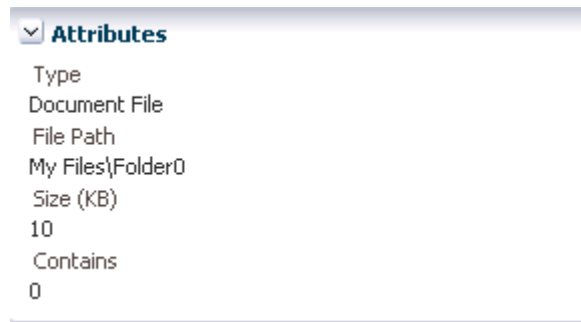 Attributes
Type
Document File
File Path
My Files\Folder0
Size (KB)
10
Contains
0